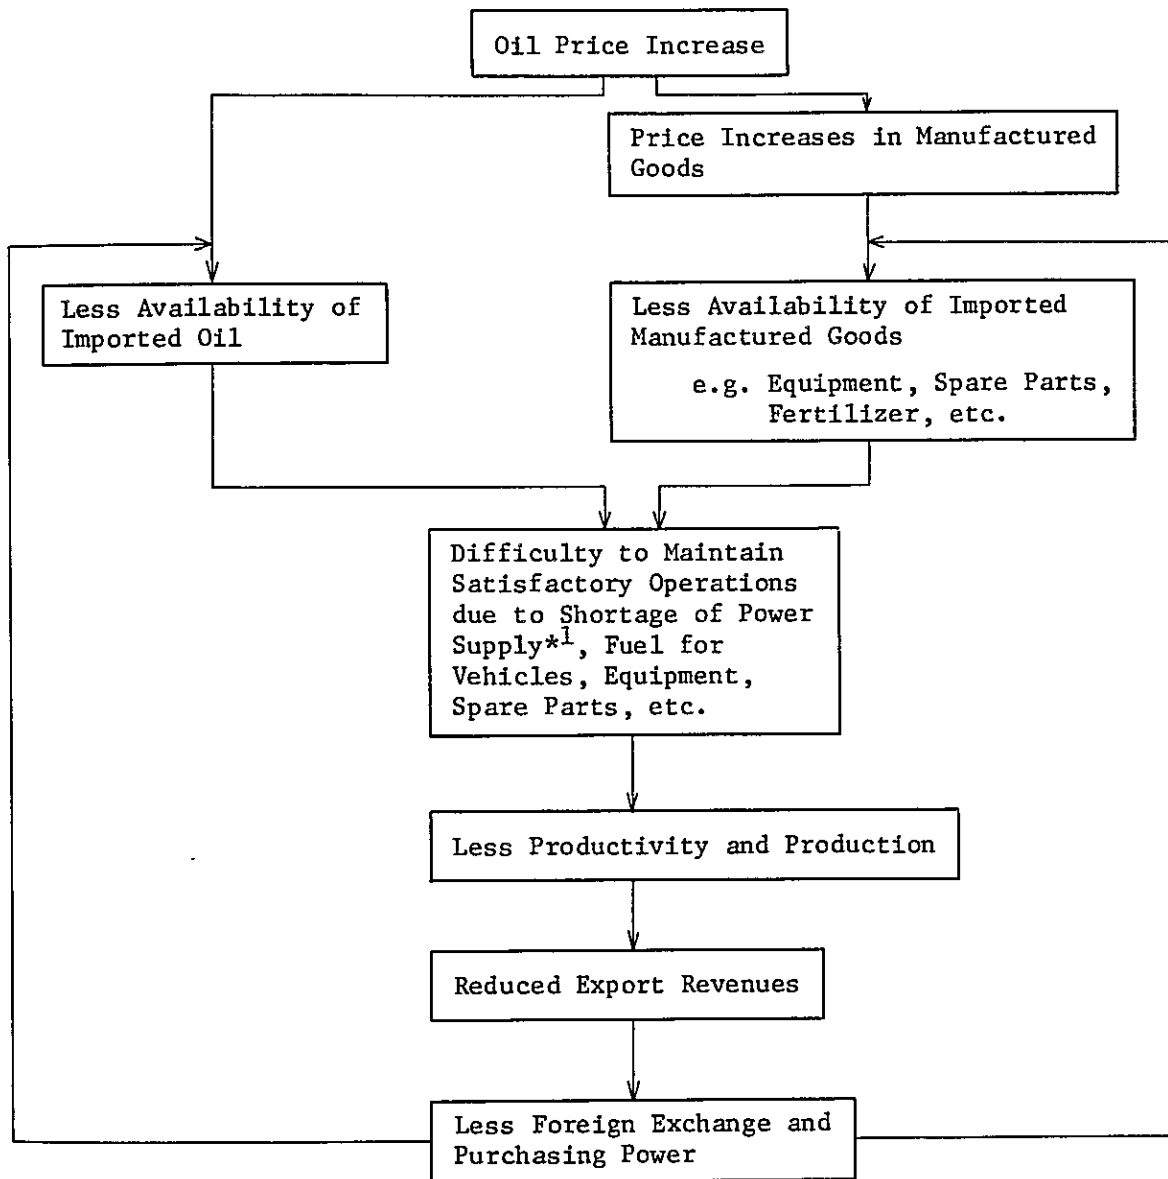 Oil Price Increase
Price Increases in Manufactured
Goods
Less Availability of
Imported Oil
Less Availability of Imported
Manufactured Goods
e.g. Equipment, Spare Parts,
Fertilizer, etc.
Difficulty to Maintain
Satisfactory Operations
due to Shortage of Power
Supply*1, Fuel for
Vehicles, Equipment,
Spare Parts, etc.
Less Productivity and Production
Reduced Export Revenues
Less Foreign Exchange and
Purchasing Power